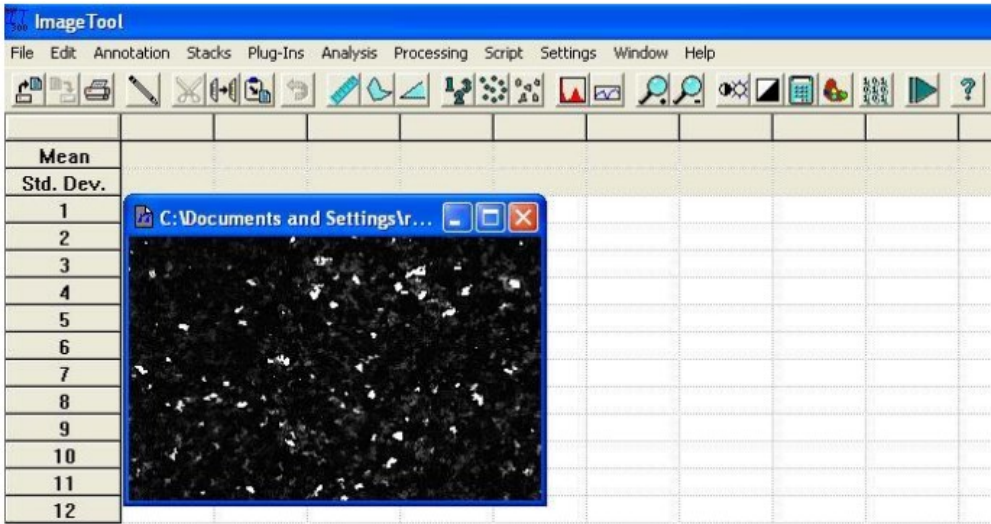 ImageTool
File Edit Annotation Stacks Plug-Ins Analysis Processing Script Settings Window Help
Mean
Std. Dev.
1
C:\Documents and Settings\r...
2
3
4
5
6
7
8
9
10
11
12